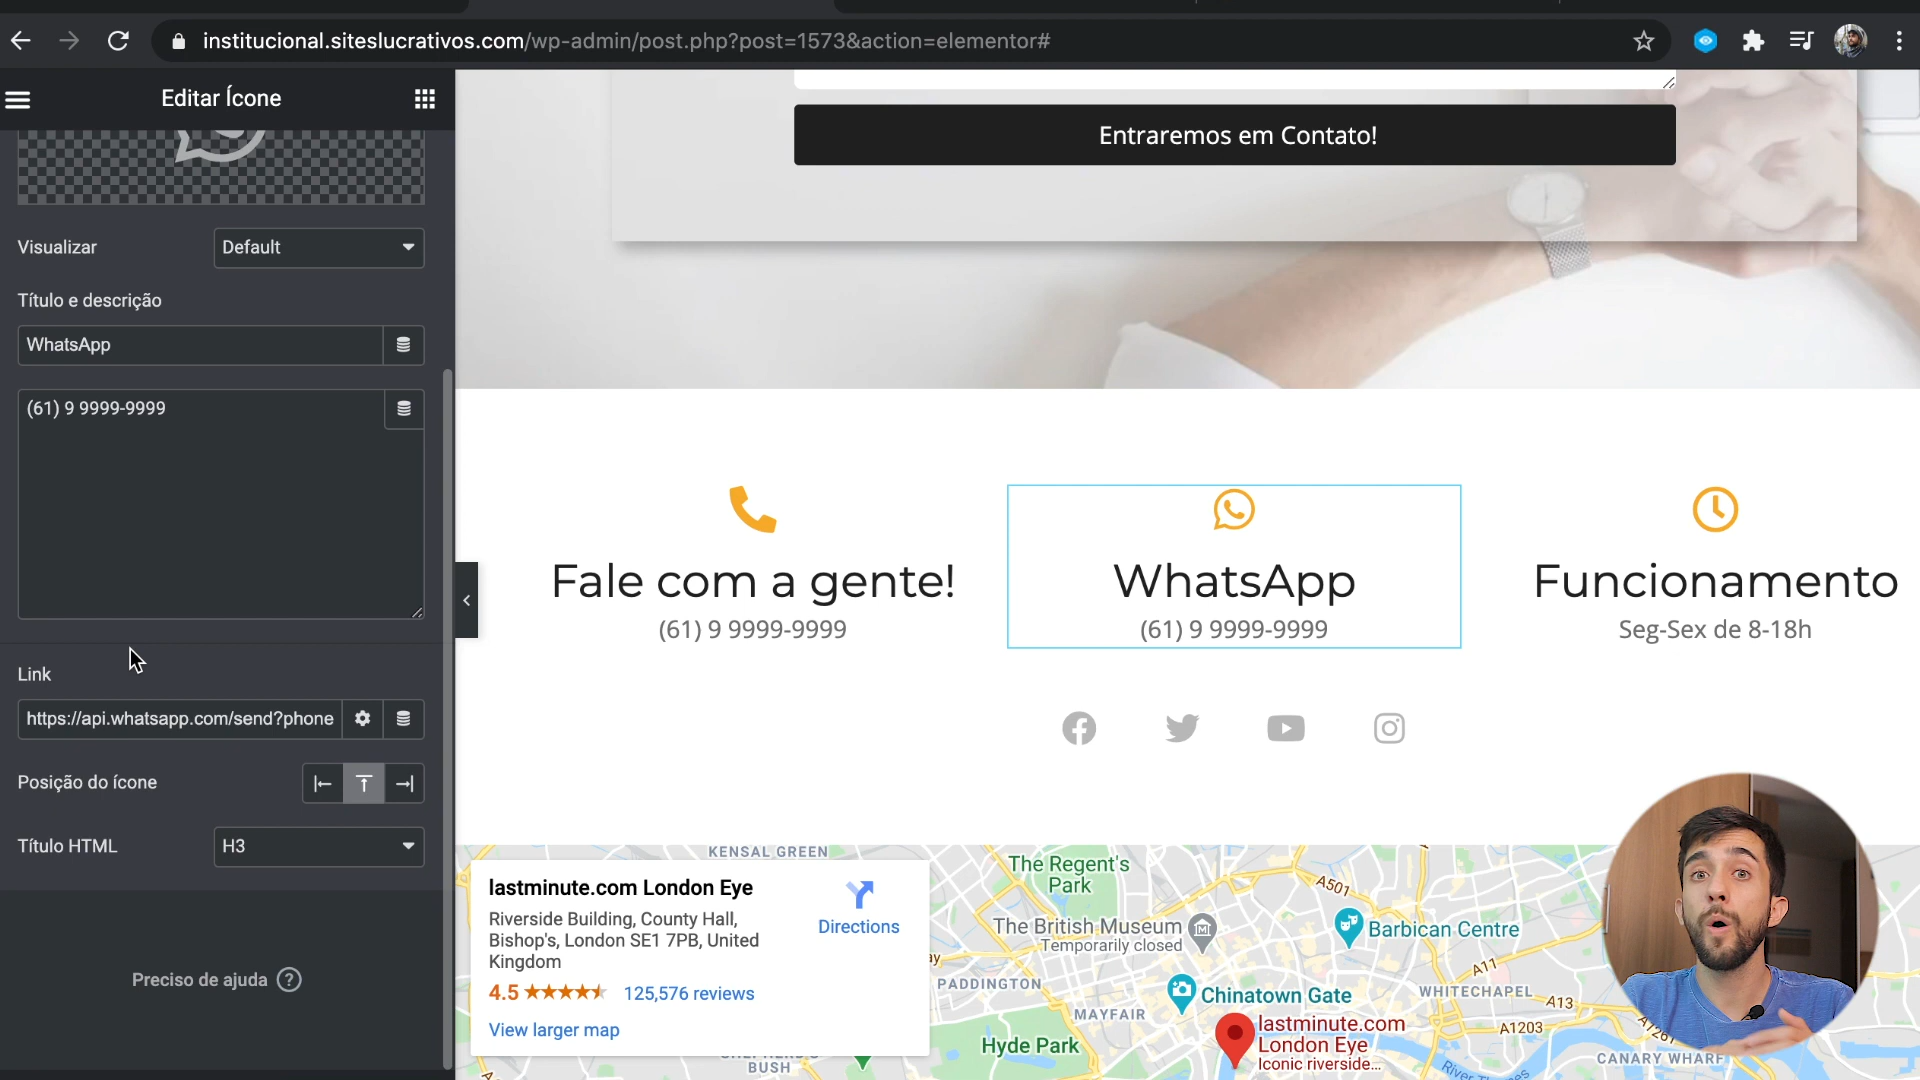 institucional.siteslucrativos.com/wp-admin/post.php?post=1573&action=elementor#
Editar Ícone
Visualizar
Default
Título e descrição
WhatsApp
(61) 9 9999-9999
Link
https://api.whatsapp.com/send?phone
Posição do ícone
Título HTML
H3
Preciso de ajuda ?
Entraremos em Contato!
Fale com a gente!
(61) 9 9999-9999
WhatsApp
(61) 9 9999-9999
Funcionamento
Seg-Sex de 8-18h
lastminute.com London Eye
Riverside Building, County Hall,
Bishop's, London SE1 7PB, United
Kingdom
4.5
125,576 reviews
View larger map
Directions
KENSAL GREEN
The Regent's
Park
A501
The British Museum
Temporarily closed
Barbican Centre
PADDINGTON
A11
WHITECHAPEL
Chinatown Gate
A13
MAYFAIR
lastminute.com
London Eye
Iconic riverside...
A1203
Hyde Park
CANARY WHARF
BUSH
River